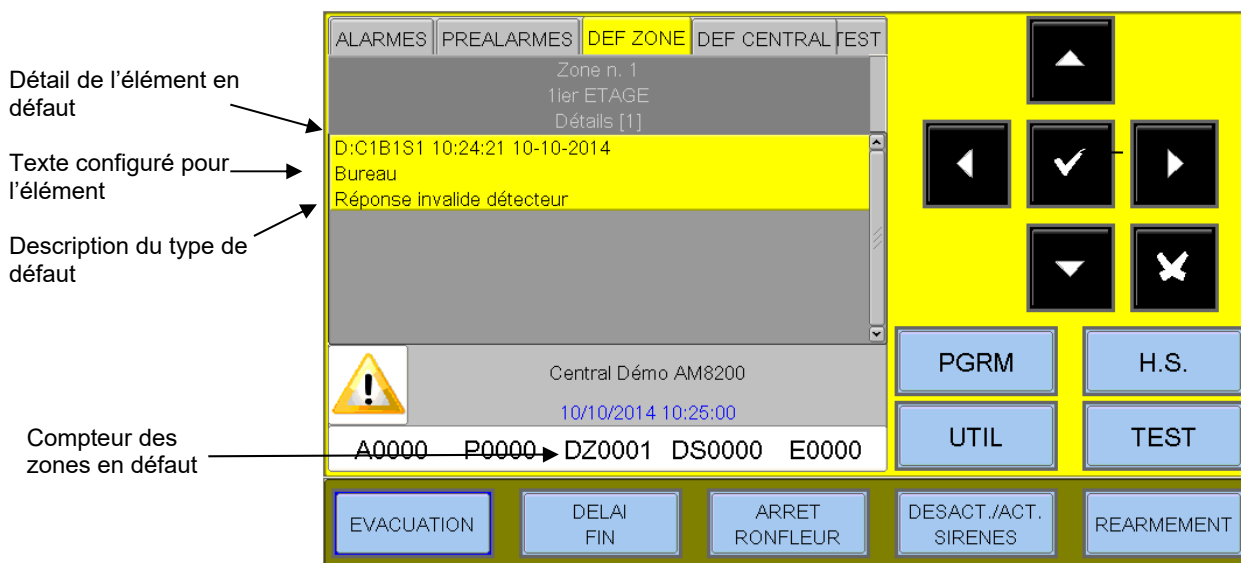 Détail de l'élément en
défaut
Texte configuré pour
l'élément
Description du type de
défaut
Compteur des
zones en défaut
ALARMES PREALARMES DEF ZONE DEF CENTRAL TEST
Zone n. 1
1ier ETAGE
Détails [1]
D:C1B1S1 10:24:21 10-10-2014
Bureau
Réponse invalide détecteur
Central Démo AM8200
10/10/2014 10:25:00
A0000 P0000 DZ0001 DS0000 E0000
PGRM H.S.
UTIL TEST
EVACUATION
DELAI
FIN
ARRET
RONFLEUR
DESACT./ACT.
SIRENES
REARMEMENT